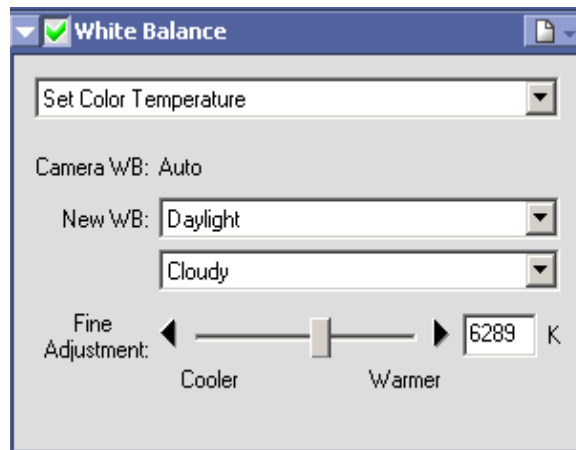 White Balance
Set Color Temperature
Camera WB: Auto
New WB: Daylight
Cloudy
Fine
Adjustment:
6289 K
Cooler Warmer